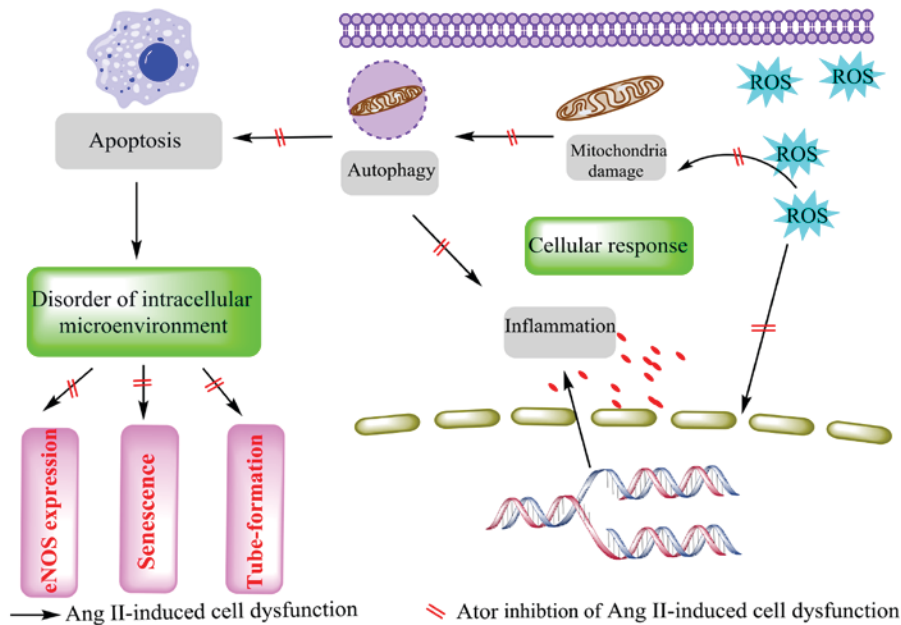 ROS
ROS
Apoptosis
Autophagy
Mitochondria
damage
ROS
ROS
Cellular response
Disorder of intracellular
microenvironment
Inflammation
eNOS expression
Senescence
Tube-formation
Ang II-induced cell dysfunction
Ator inhibtion of Ang II-induced cell dysfunction